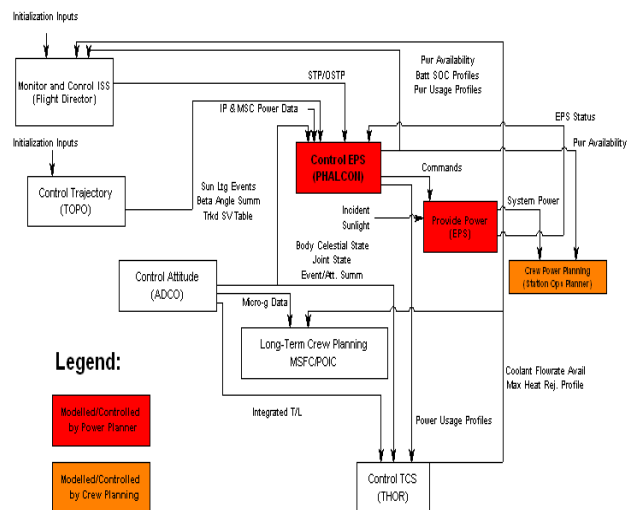 Initialization Inputs
Monitor and Conrol ISS
(Flight Director)
STP/OSTP
Pwr Availability
Batt SOC Profiles
Pwr Usage Profiles
IP & MSC Power Data
EPS Status
Initialization Inputs
Control EPS
(PHALCON)
Pwr Availability
Commands
Control Trajectory
(TOPO)
Sun Ltg Events
Beta Angle Summ
Trkd SV Table
System Power
Incident
Sunlight
Provide Power
(EPS)
Body Celestial State
Joint State
Event/Att. Summ
Control Attitude
(ADCO)
Crew Power Planning
(Station Ops Planner)
Micro-g Data
Long-Term Crew Planning
MSFC/POIC
Legend:
Coolant Flowrate Avail
Max Heat Rej. Profile
Modelled/Controlled
by Power Planner
Integrated T/L
Power Usage Profiles
Modelled/Controlled
by Crew Planning
Control TCS
(THOR)